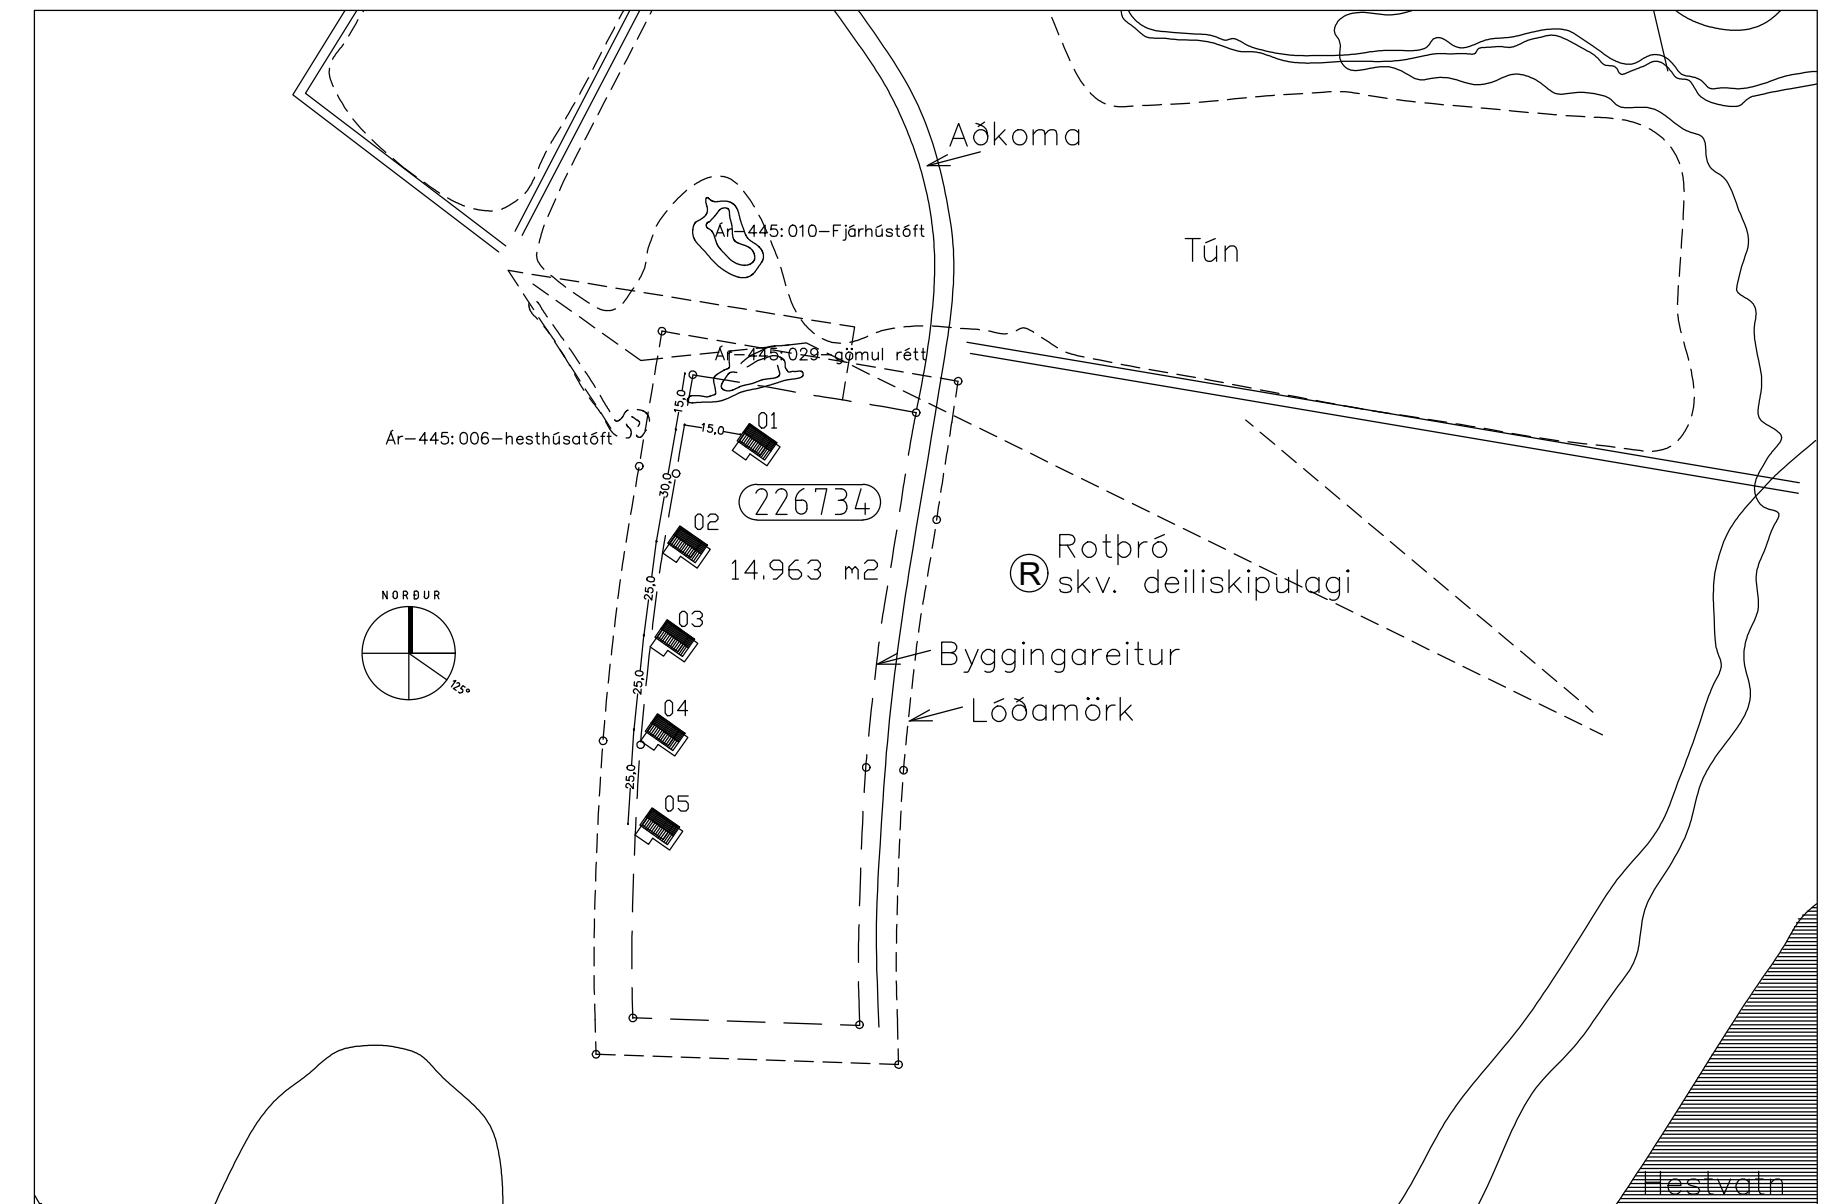 Aðkoma
Ár-445:010-Fjárhústóft
Tún
Ár-445:029-gömul rétt
15,0
Ár-445:006-hesthúsatóft
15,0
01
30,0
226734
02
14.963 m2
R
Rotþró
skv. deiliskipulagi
25,0
NORÐUR
125°
03
Byggingareitur
25,0
04
Lóðamörk
25,0
05
Hestvatn